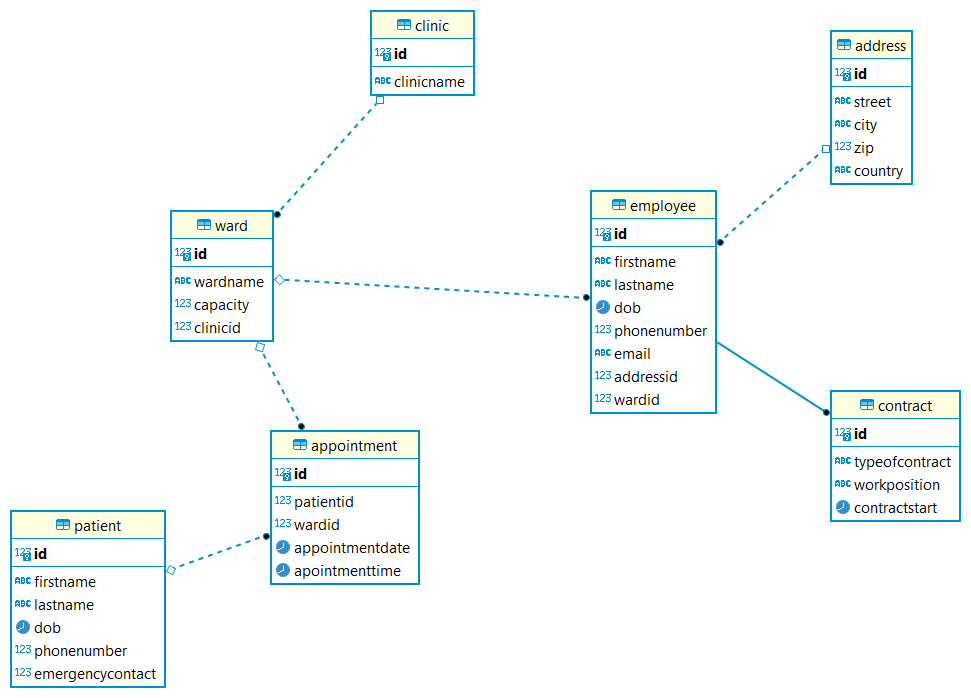 clinic
123 id
ABC clinicname
address
123 id
ABC street
ABC city
123 zip
ABC country
employee
123 id
ABC firstname
ABC lastname
dob
123 phonenumber
ABC email
123 addressid
123 wardid
ward
123 id
ABC wardname
123 capacity
123 clinicid
contract
123 id
ABC typeofcontract
ABC workposition
contractstart
appointment
123 id
123 patientid
123 wardid
appointmentdate
apointmenttime
patient
123 id
ABC firstname
ABC lastname
dob
123 phonenumber
123 emergencycontact